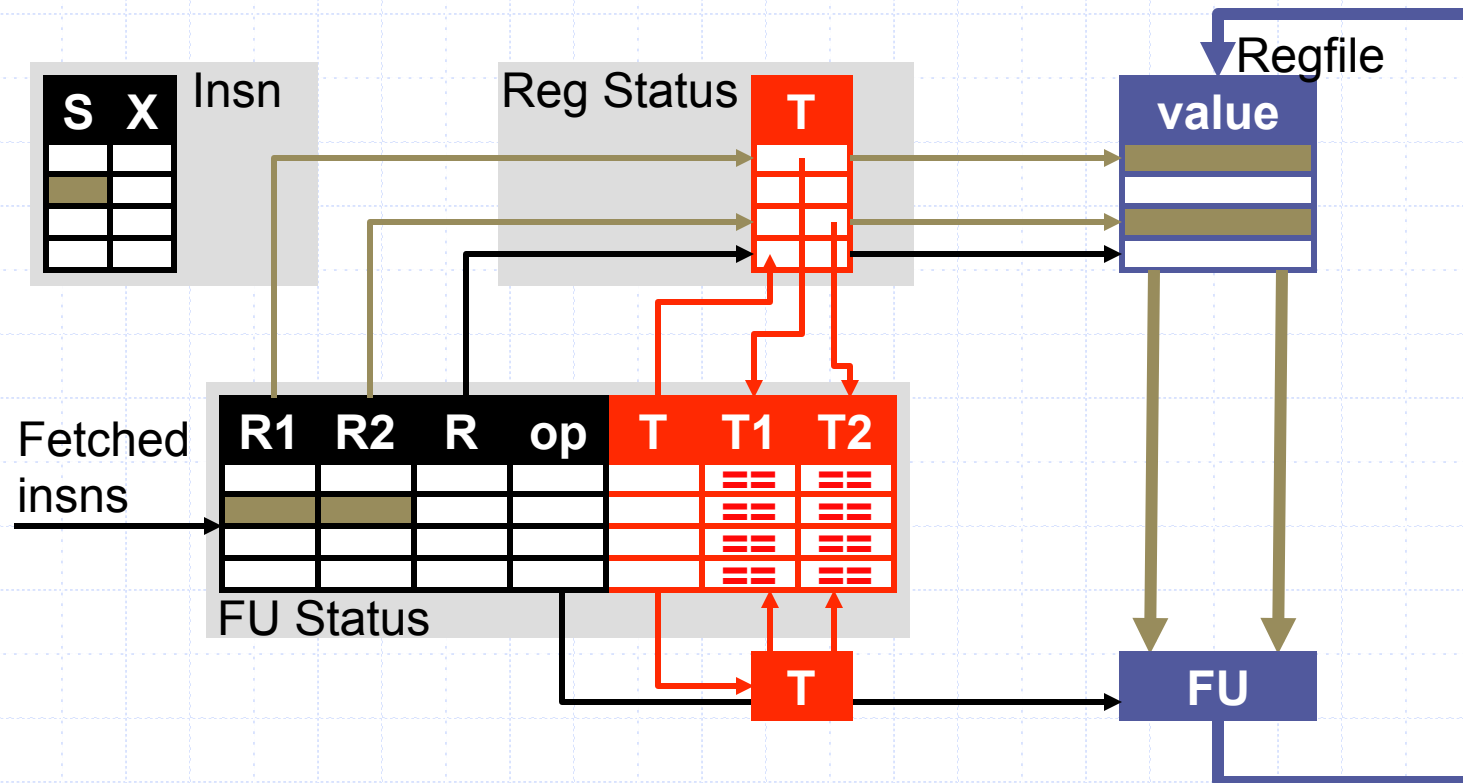 Regfile
Insn
Reg Status
S X
T
value
Fetched
insns
R1 R2 R op T T1 T2
== ==
== ==
== ==
== ==
FU Status
T
FU